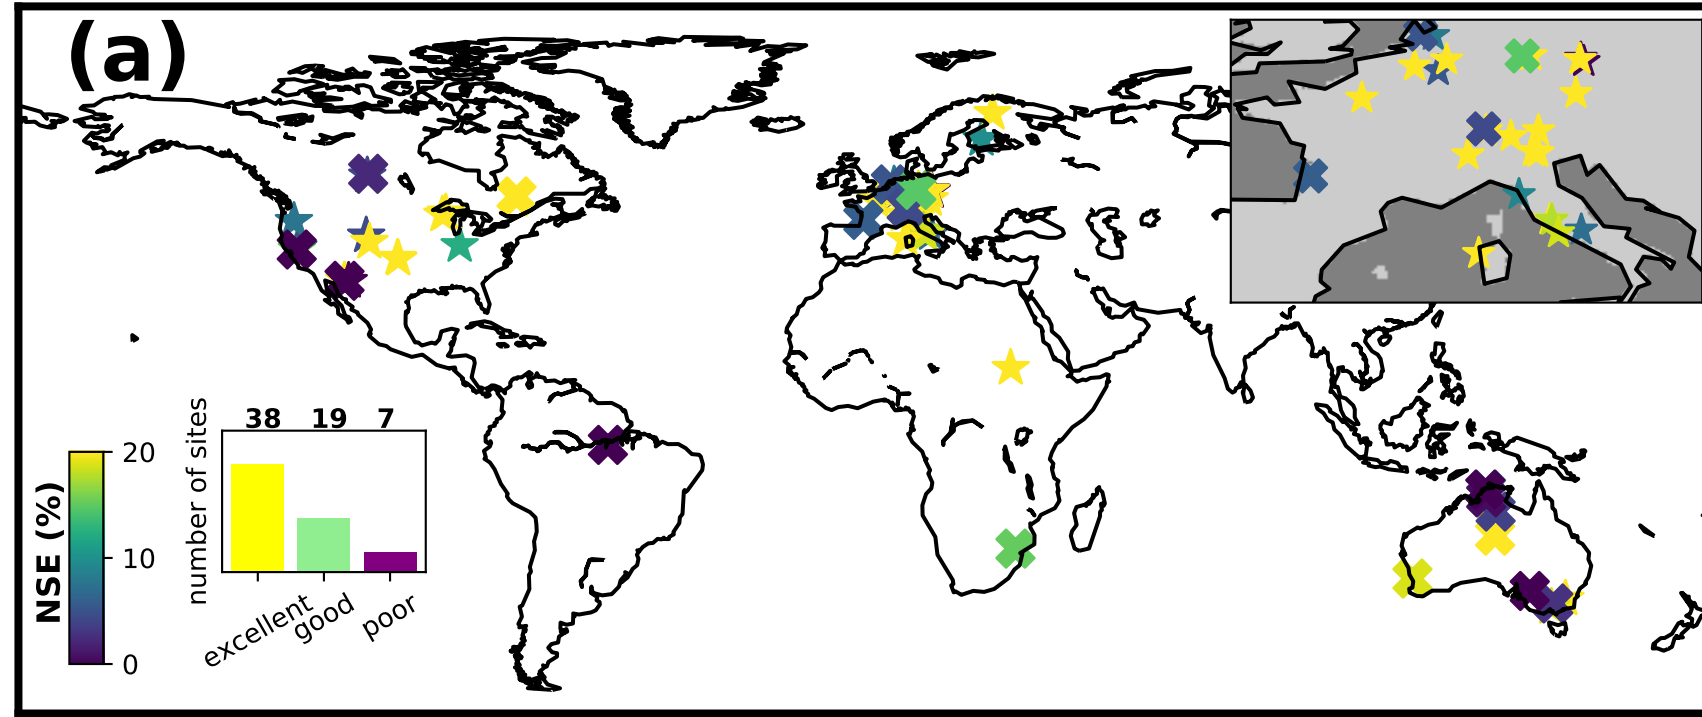 (a)
38 19 7
number of sites
excellent
good
poor
NSE (%)
20
10
0